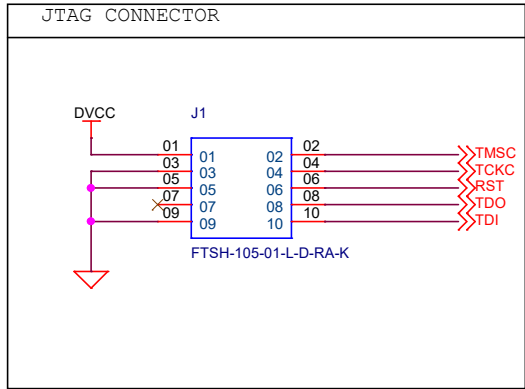 JTAG CONNECTOR
DVCC
J1
01 01 02 02 TMSC
03 03 04 04 TCKC
05 05 06 06 RST
07 07 08 08 TDO
09 09 10 10 TDI
FTSH-105-01-L-D-RA-K